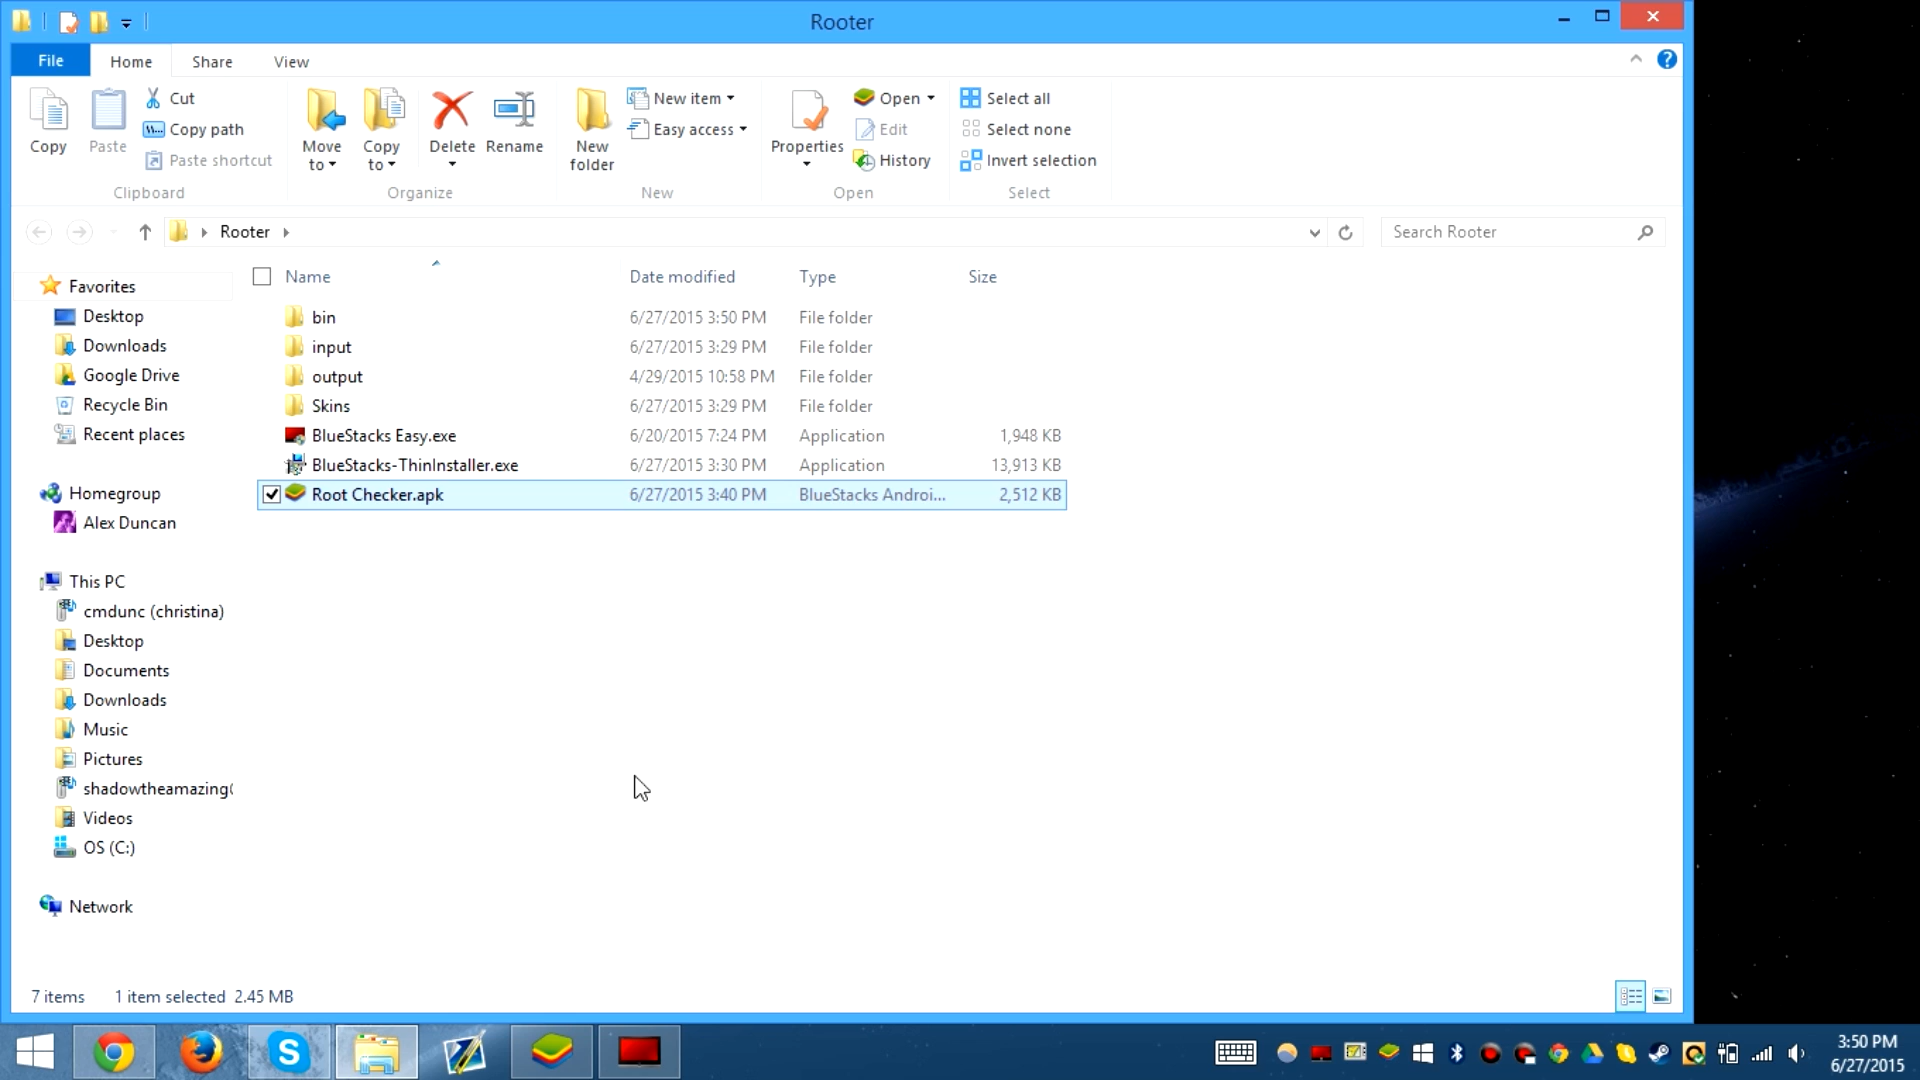 Rooter
File Home Share View
Copy
Paste
Cut
Copy path
Paste shortcut
Clipboard
Move to
Copy to
Delete
Rename
Organize
New folder
New item
Easy access
New
Properties
Open
Edit
History
Open
Select all
Select none
Invert selection
Select
Rooter
Search Rooter
Name Date modified Type Size
bin 6/27/2015 3:50 PM File folder
input 6/27/2015 3:29 PM File folder
output 4/29/2015 10:58 PM File folder
Skins 6/27/2015 3:29 PM File folder
BlueStacks Easy.exe 6/20/2015 7:24 PM Application 1,948 KB
BlueStacks-ThinInstaller.exe 6/27/2015 3:30 PM Application 13,913 KB
Root Checker.apk 6/27/2015 3:40 PM BlueStacks Androi... 2,512 KB
Favorites
Desktop
Downloads
Google Drive
Recycle Bin
Recent places
Homegroup
Alex Duncan
This PC
cmdunc (christina)
Desktop
Documents
Downloads
Music
Pictures
shadowtheamazing(
Videos
OS (C:)
Network
7 items 1 item selected 2.45 MB
3:50 PM
6/27/2015